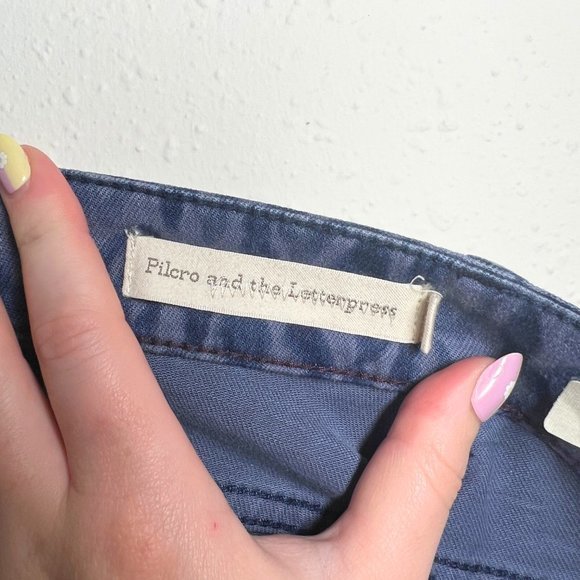 Pilcro and the Letterpress